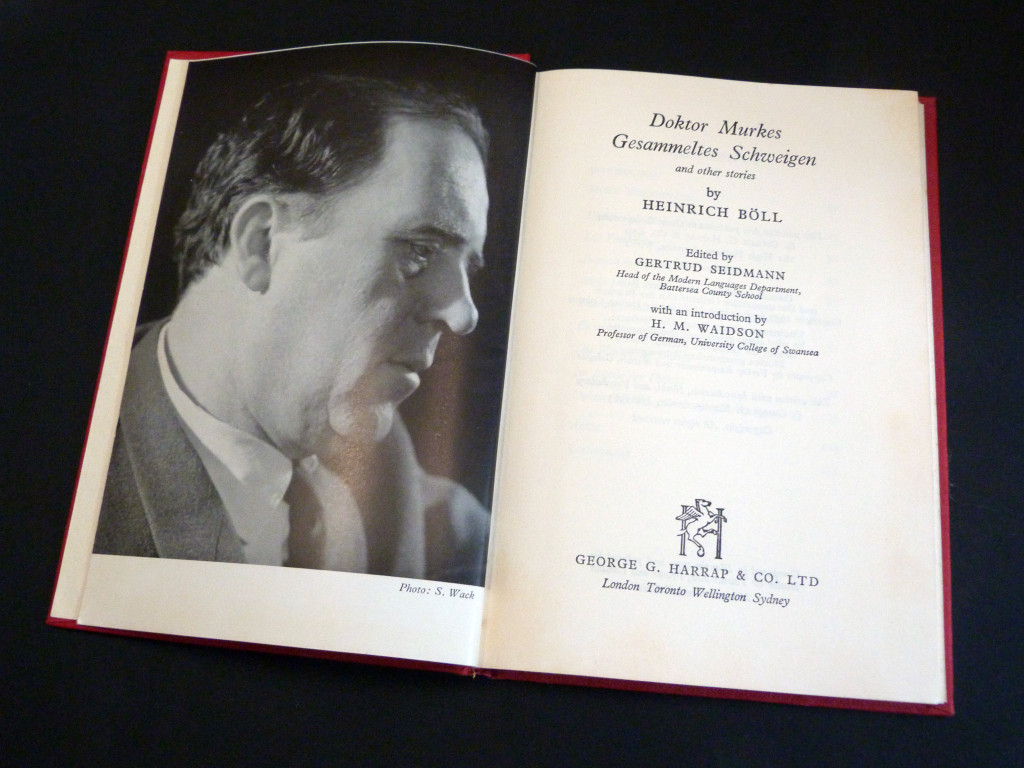 Photo: S. Wack
Doktor Murkes
Gesammeltes Schweigen
and other stories
by
HEINRICH BÖLL
Edited by
GERTRUD SEIDMANN
Head of the Modern Languages Department,
Battersea County School
with an introduction by
H. M. WAIDSON
Professor of German, University College of Swansea
H
GEORGE G. HARRAP & CO. LTD
London Toronto Wellington Sydney